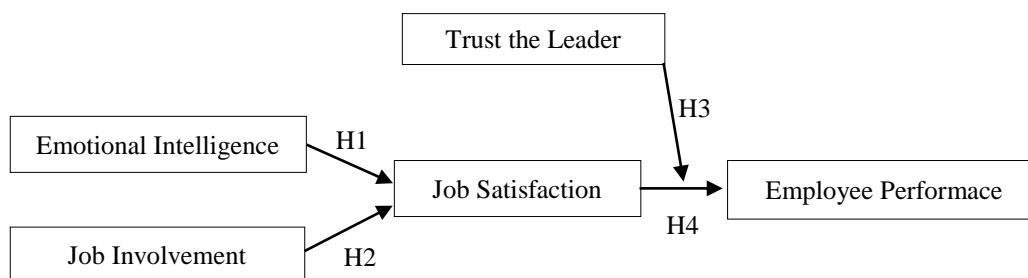 Trust the Leader
H3
Emotional Intelligence
H1
Job Satisfaction
Employee Performace
H4
Job Involvement
H2